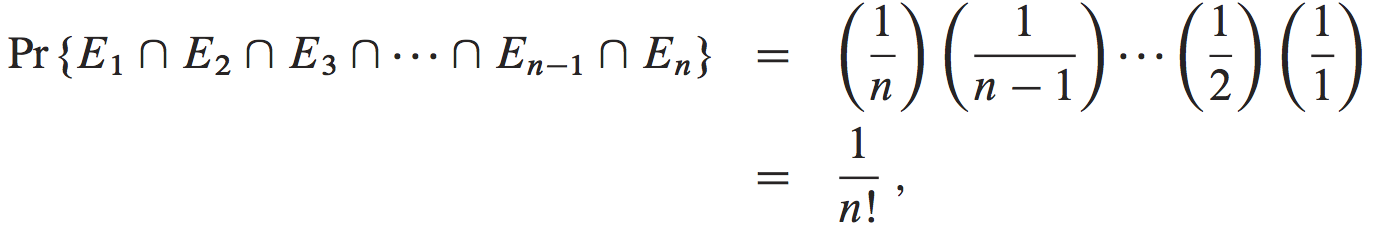 Pr {E₁ ∩ E₂ ∩ E₃ ∩ ⋯ ∩ Eₙ₋₁ ∩ Eₙ} = (1/n) (1/(n − 1)) ⋯ (1/2) (1/1)
= 1/n! ,